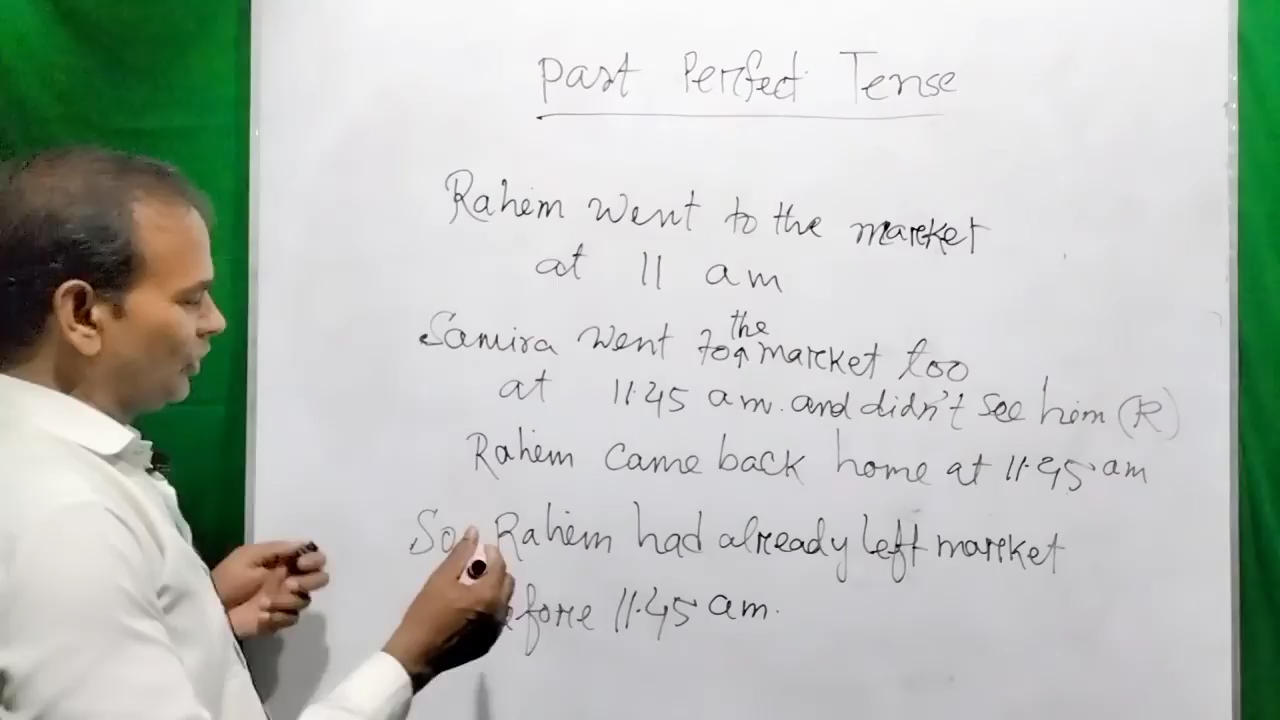 Past Perfect Tense
Rahim went to the market
at 11 am
Samira went to the market too
at 11.45 am. and didn't see him (R)
Rahim came back home at 11.45 am
So Rahim had already left market
efore 11.45 am.